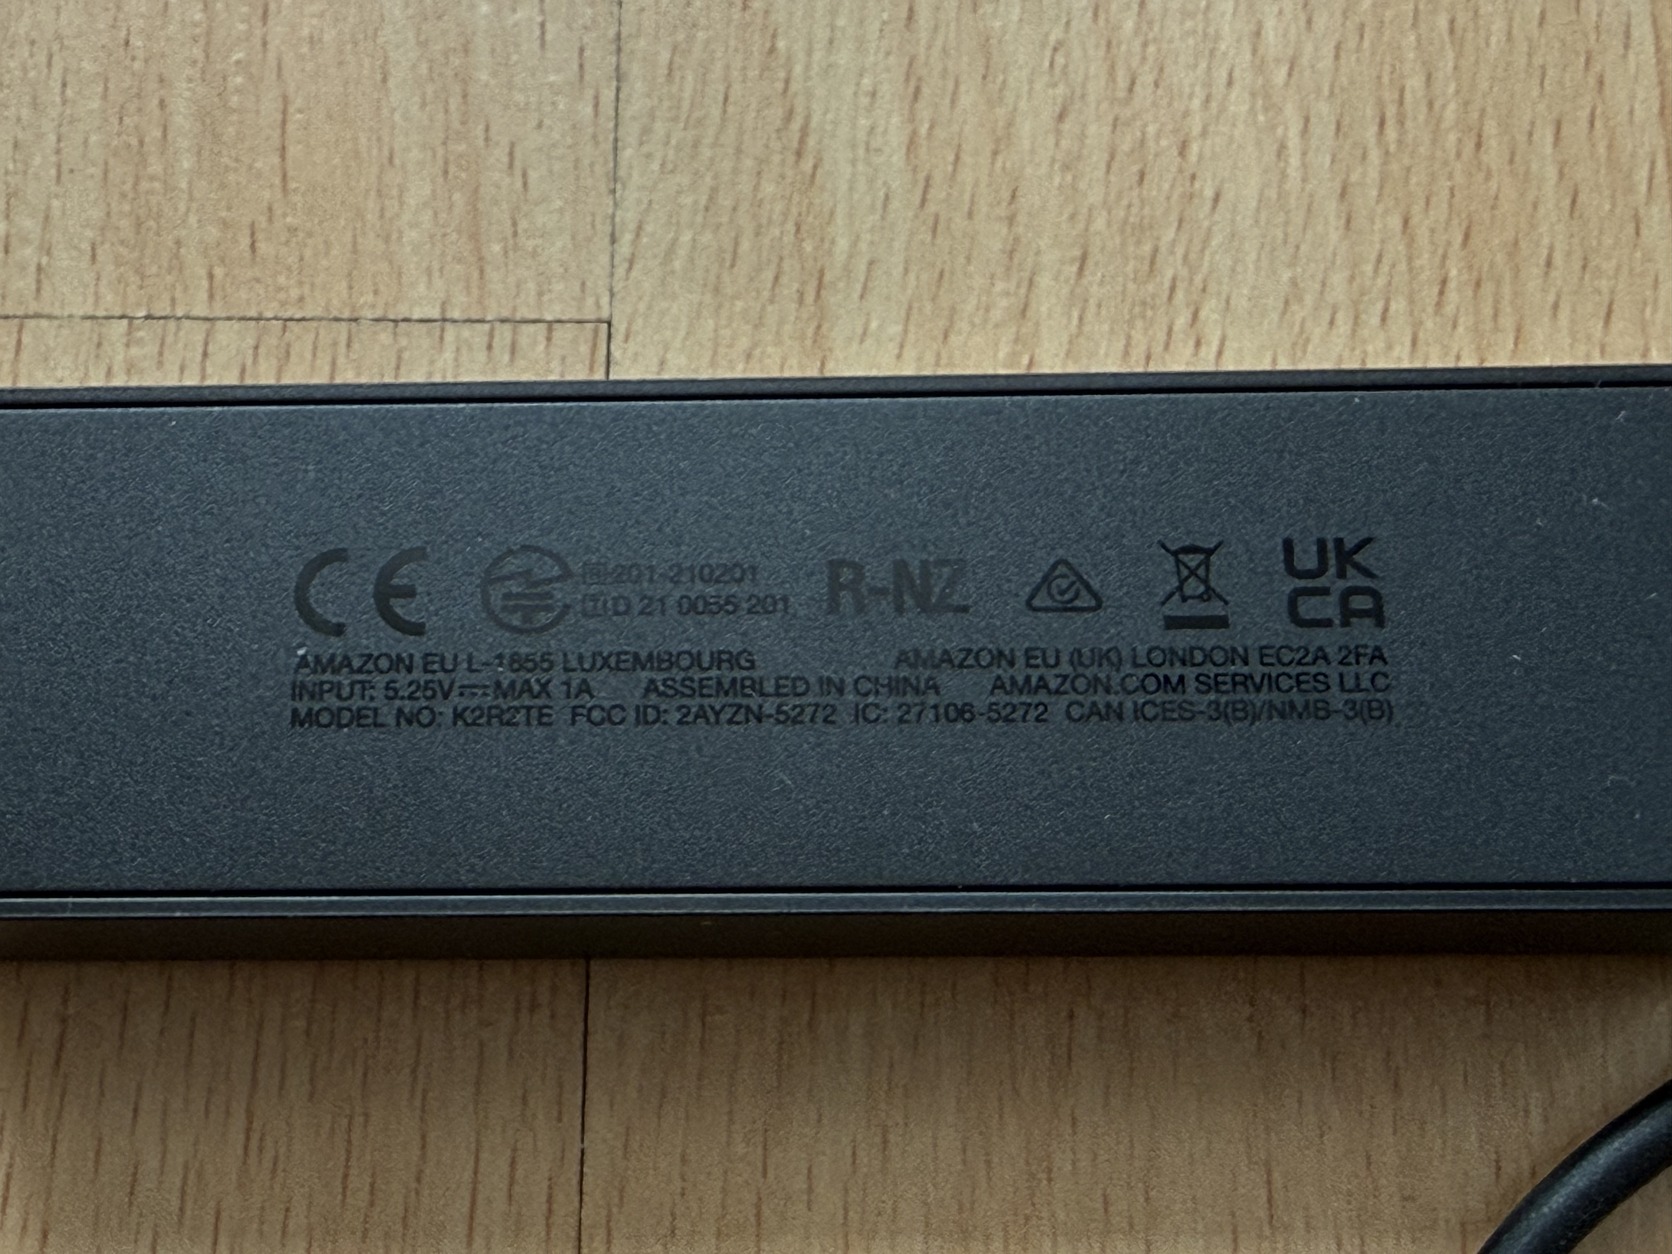 CE R 201-210201 R-NZ UK
T D 21 0055 201 CA
AMAZON EU L-1855 LUXEMBOURG AMAZON EU (UK) LONDON EC2A 2FA
INPUT: 5.25V⎓MAX 1A ASSEMBLED IN CHINA AMAZON.COM SERVICES LLC
MODEL NO: K2R2TE FCC ID: 2AYZN-5272 IC: 27106-5272 CAN ICES-3(B)/NMB-3(B)